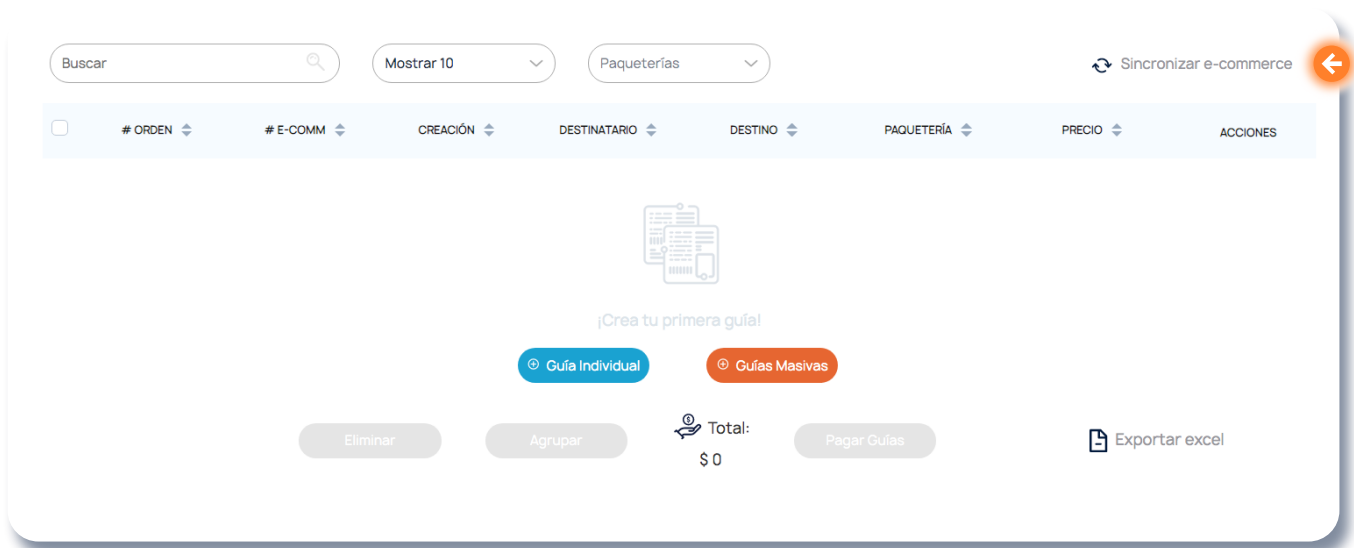 Buscar
Mostrar 10
Paqueterías
Sincronizar e-commerce
# ORDEN
# E-COMM
CREACIÓN
DESTINATARIO
DESTINO
PAQUETERÍA
PRECIO
ACCIONES
¡Crea tu primera guía!
Guía Individual
Guías Masivas
Eliminar
Agrupar
Total:
$ 0
Pagar Guías
Exportar excel